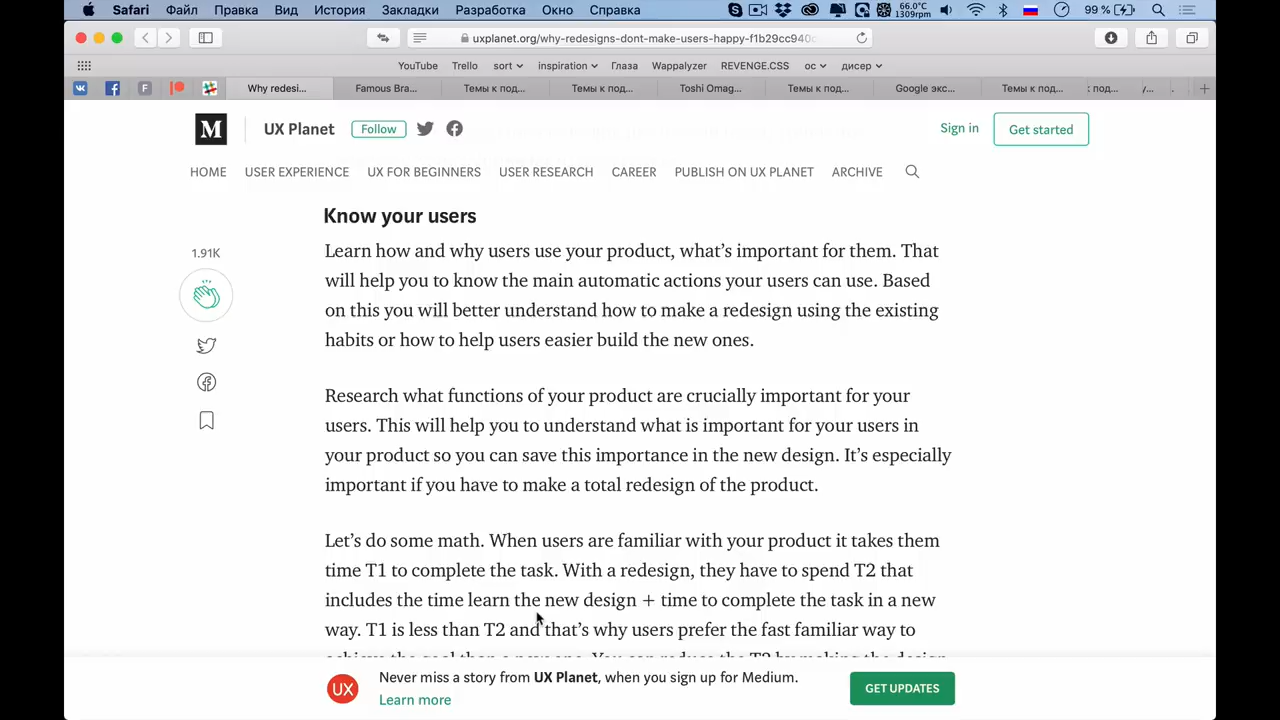 Safari Файл Правка Вид История Закладки Разработка Окно Справка 66.0°C 1309rpm 99 %
uxplanet.org/why-redesigns-dont-make-users-happy-f1b29cc940
YouTube Trello sort inspiration Глаза Wappalyzer REVENGE.CSS ос дисер
Why redesi... Famous Bra... Темы к под... Темы к под... Toshi Omag... Темы к под... Google экс... Темы к под... к под...
M UX Planet Follow Sign in Get started
HOME USER EXPERIENCE UX FOR BEGINNERS USER RESEARCH CAREER PUBLISH ON UX PLANET ARCHIVE
Know your users
1.91K
Learn how and why users use your product, what's important for them. That
will help you to know the main automatic actions your users can use. Based
on this you will better understand how to make a redesign using the existing
habits or how to help users easier build the new ones.
Research what functions of your product are crucially important for your
users. This will help you to understand what is important for your users in
your product so you can save this importance in the new design. It's especially
important if you have to make a total redesign of the product.
Let's do some math. When users are familiar with your product it takes them
time T1 to complete the task. With a redesign, they have to spend T2 that
includes the time learn the new design + time to complete the task in a new
way. T1 is less than T2 and that's why users prefer the fast familiar way to
UX Never miss a story from UX Planet, when you sign up for Medium.
Learn more
GET UPDATES